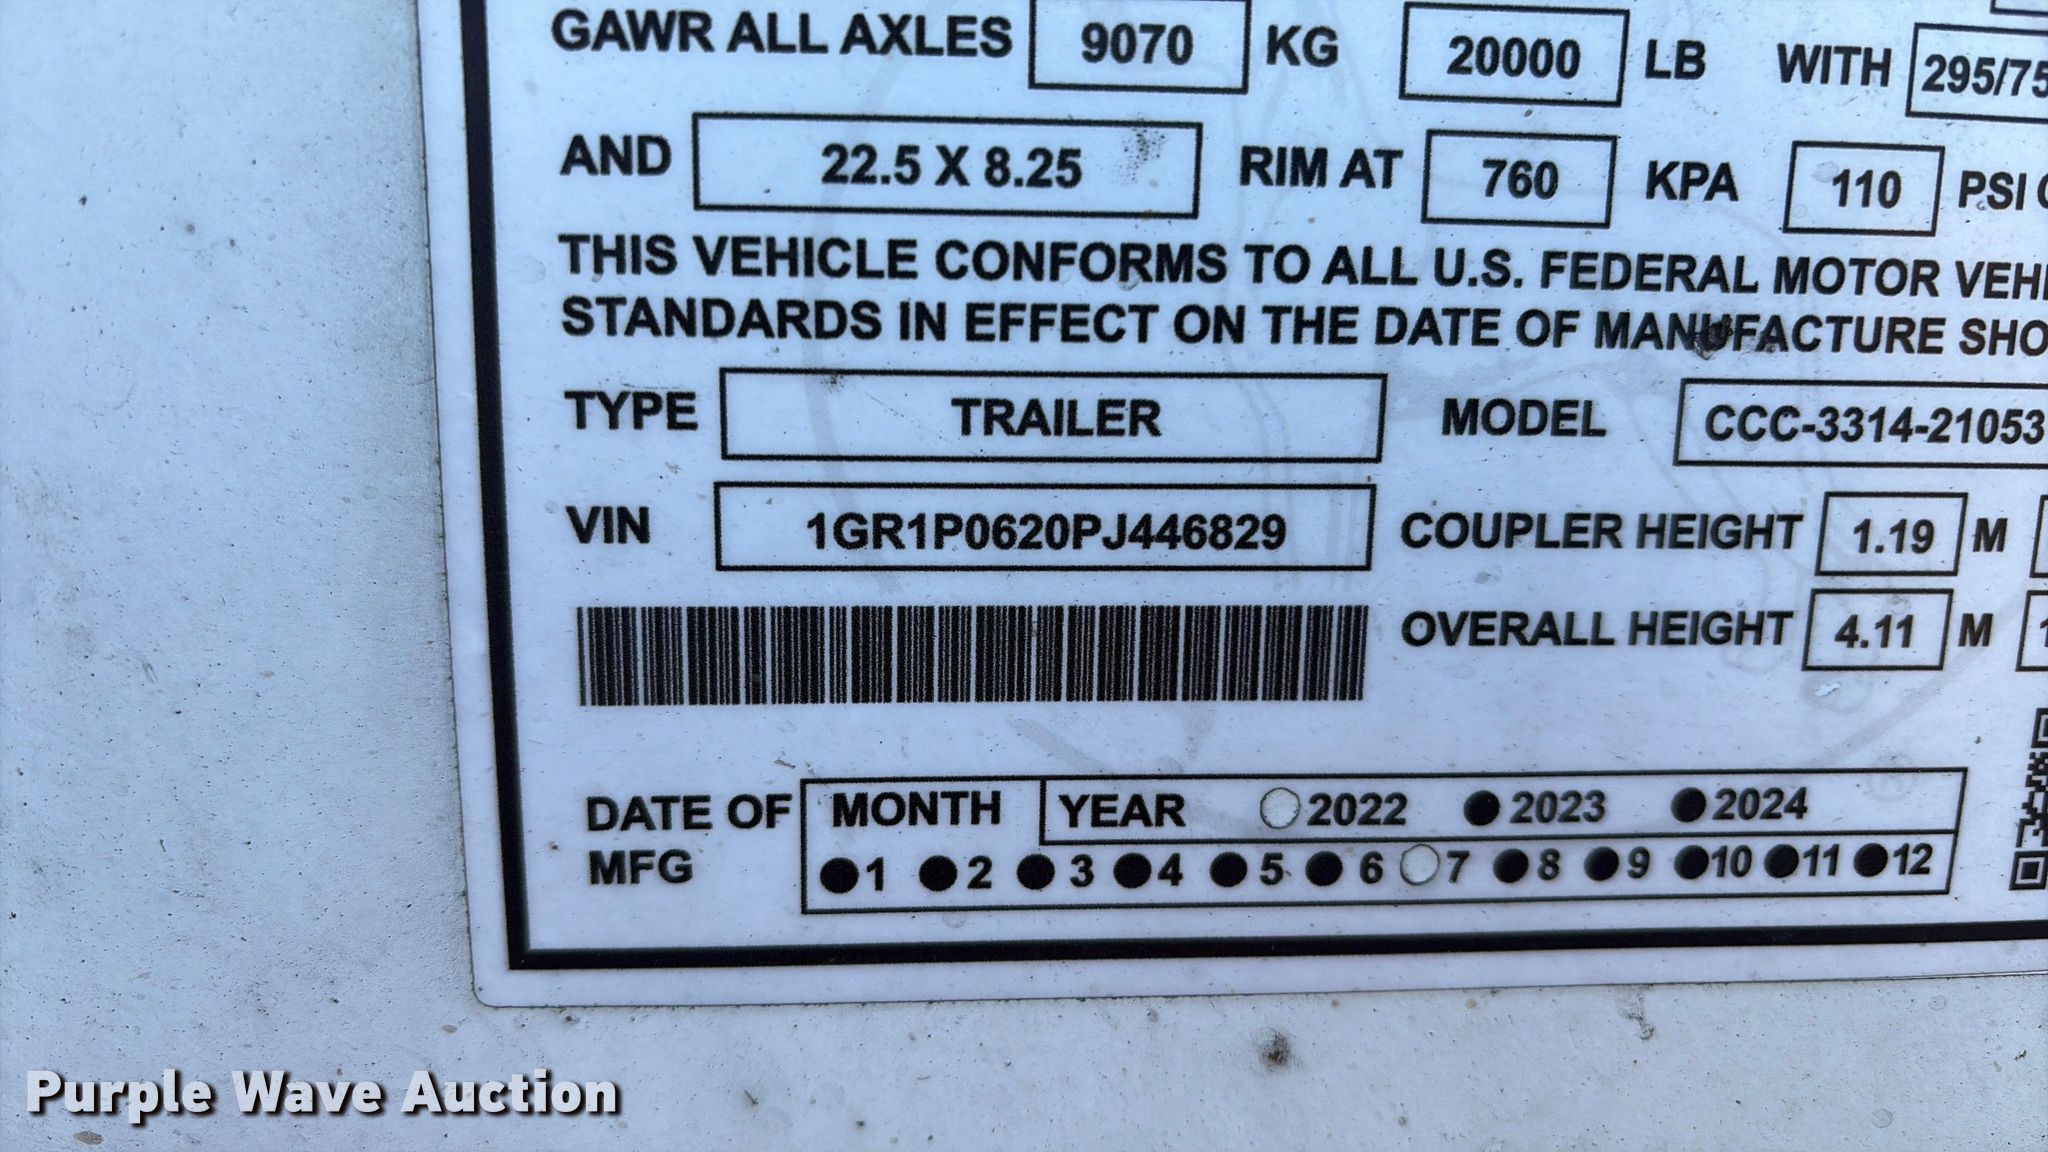 GAWR ALL AXLES 9070 KG 20000 LB WITH 295/75
AND 22.5 X 8.25 RIM AT 760 KPA 110 PSI
THIS VEHICLE CONFORMS TO ALL U.S. FEDERAL MOTOR VEHI
STANDARDS IN EFFECT ON THE DATE OF MANUFACTURE SHO
TYPE TRAILER MODEL CCC-3314-21053
VIN 1GR1P0620PJ446829 COUPLER HEIGHT 1.19 M
OVERALL HEIGHT 4.11 M
DATE OF MFG MONTH YEAR 2022 2023 2024
1 2 3 4 5 6 7 8 9 10 11 12
Purple Wave Auction